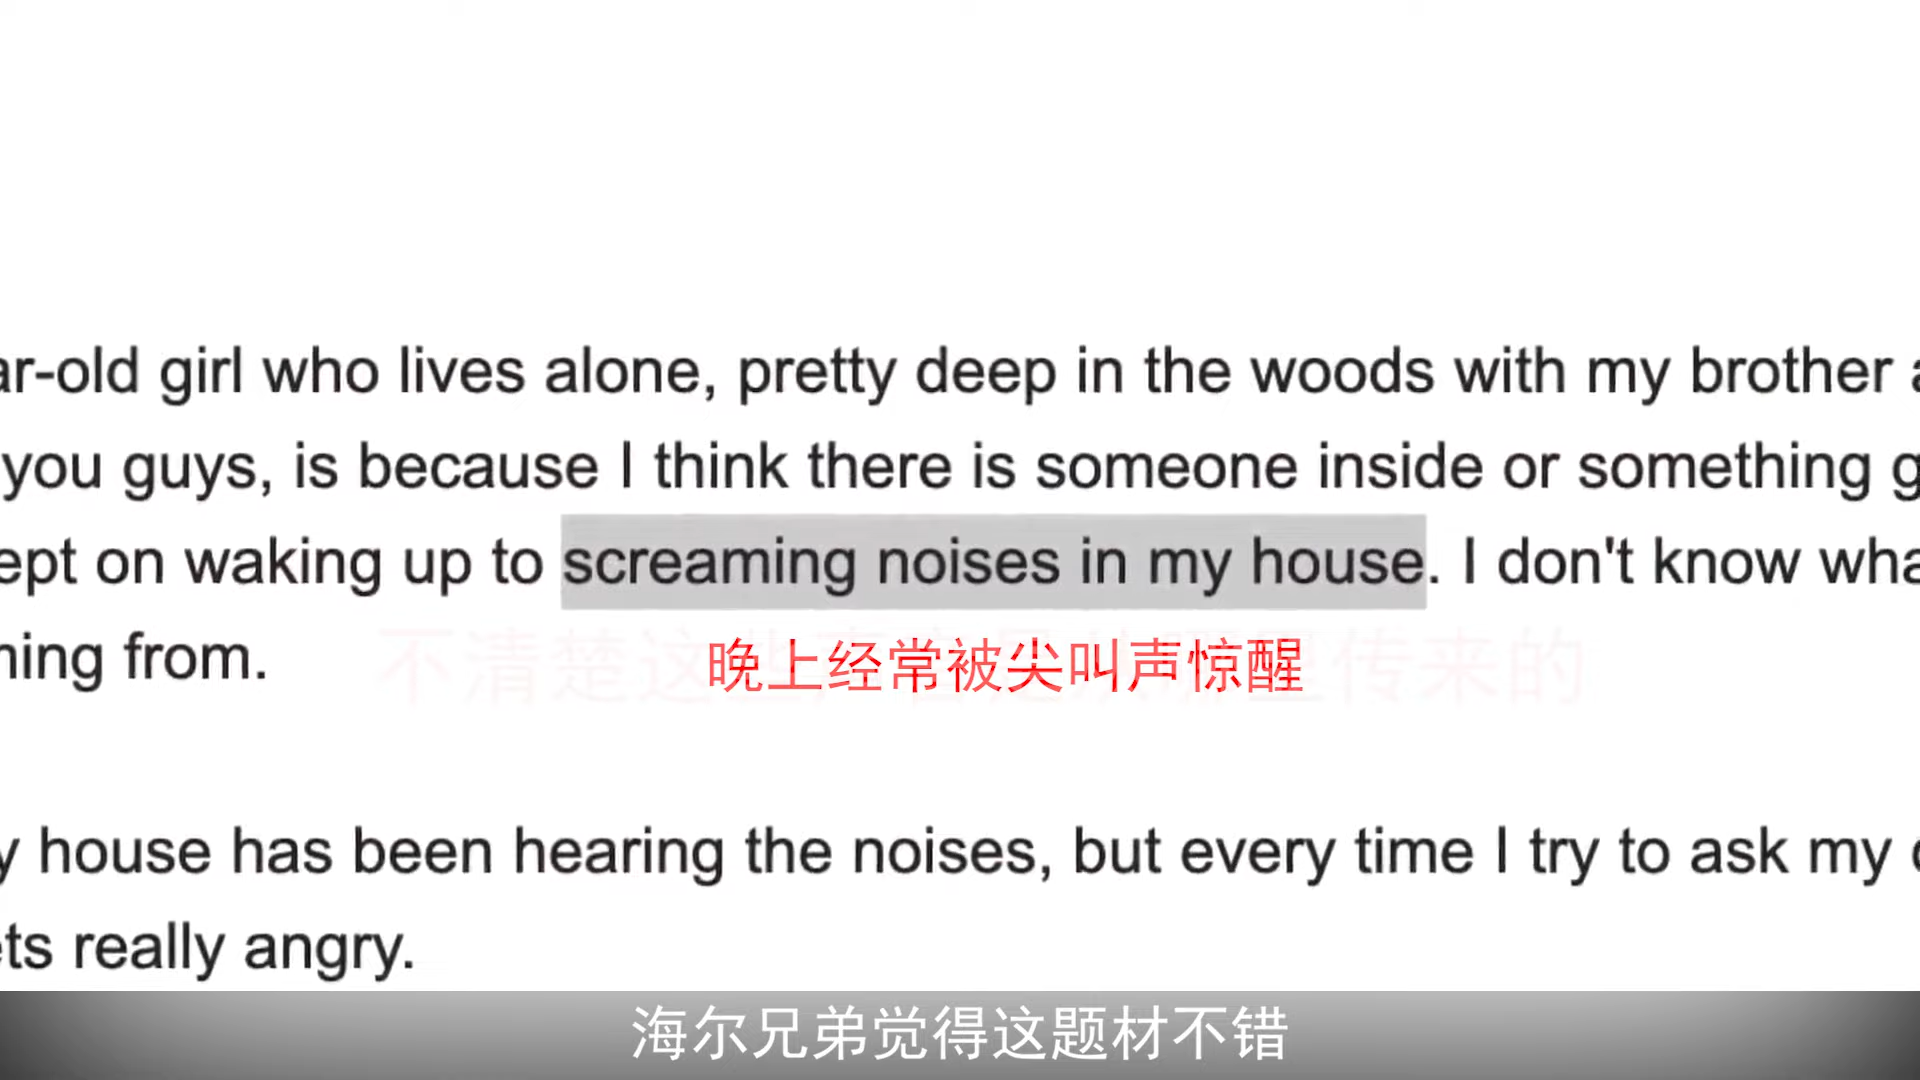 ar-old girl who lives alone, pretty deep in the woods with my brother
you guys, is because I think there is someone inside or something g
ept on waking up to screaming noises in my house. I don't know wha
ning from.
晚上经常被尖叫声惊醒
y house has been hearing the noises, but every time I try to ask my
ets really angry.
海尔兄弟觉得这题材不错